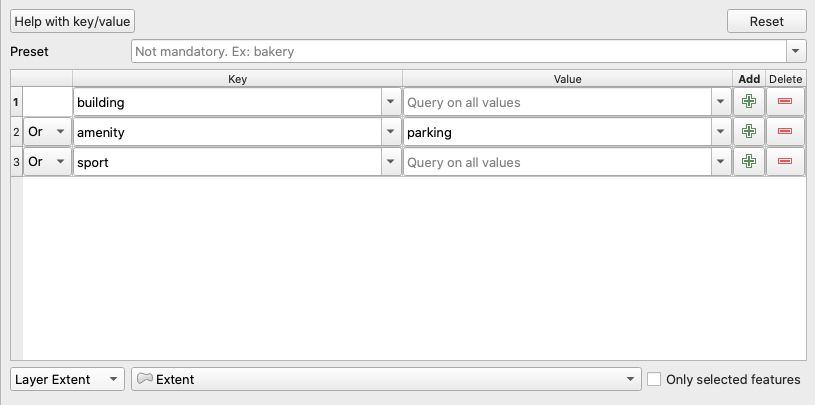 Help with key/value Reset
Preset Not mandatory. Ex: bakery
Key Value Add Delete
1 building Query on all values
2 Or amenity parking
3 Or sport Query on all values
Layer Extent Extent Only selected features